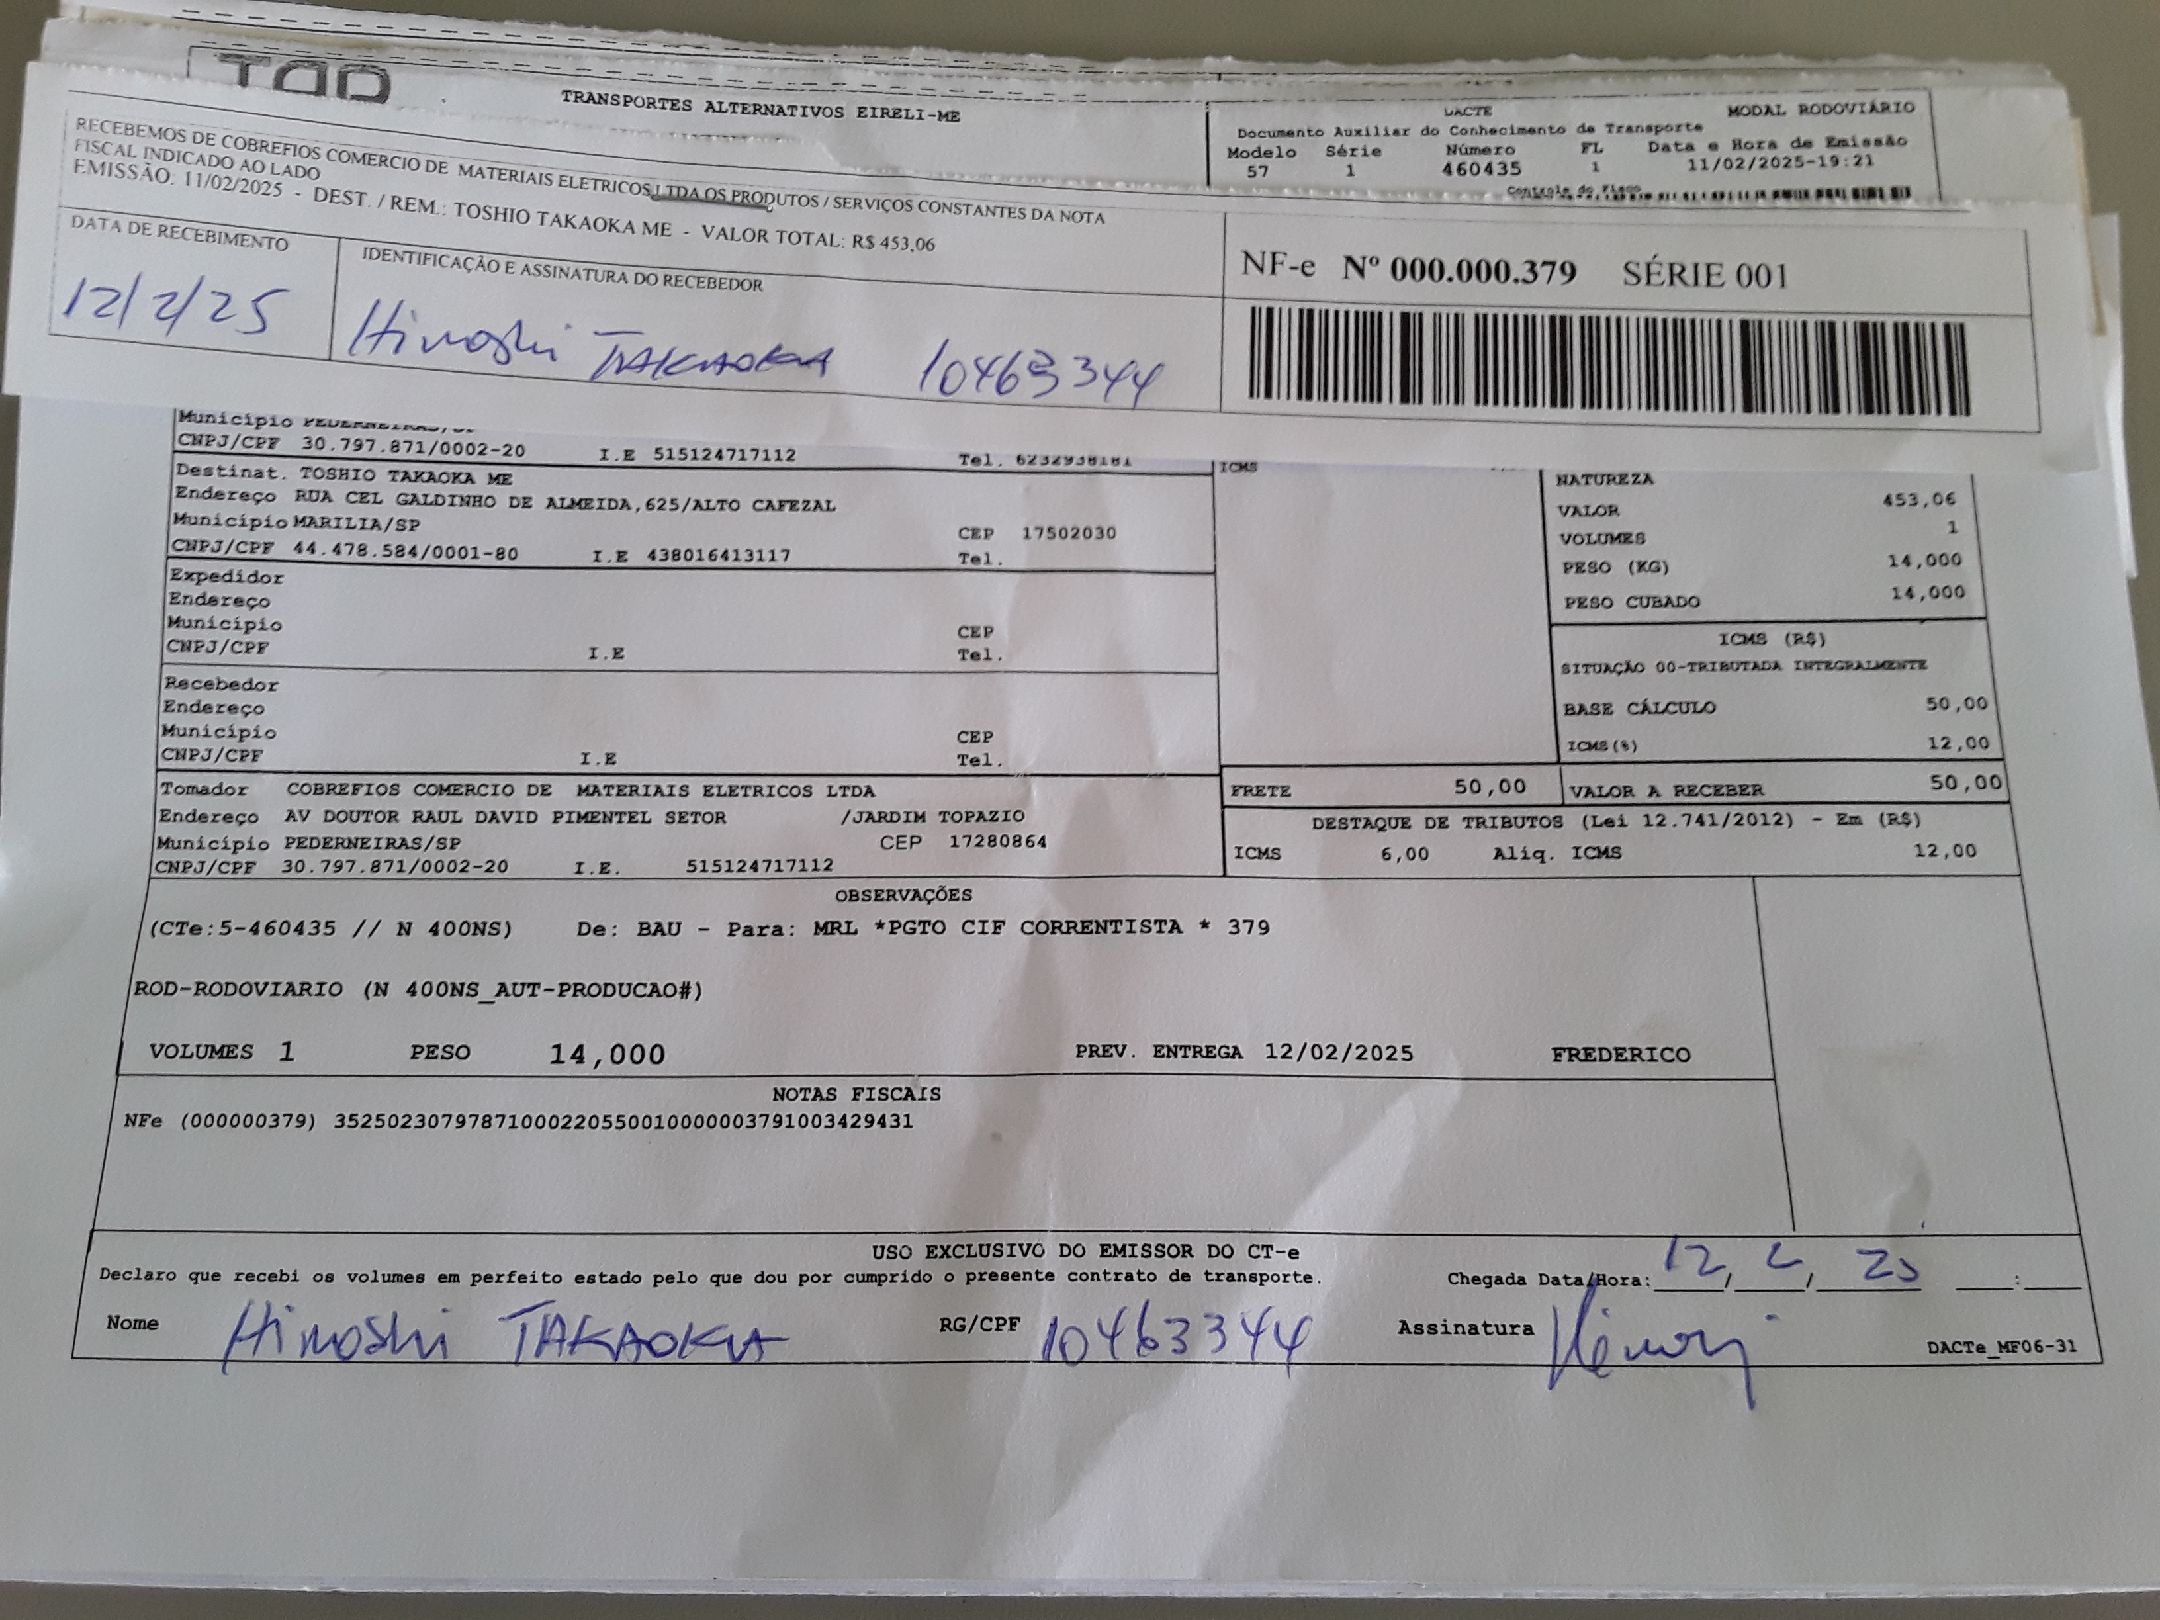 TRANSPORTES ALTERNATIVOS EIRELI-ME
DACTE MODAL RODOVIÁRIO
Documento Auxiliar do Conhecimento de Transporte
Modelo Série Número FL Data e Hora de Emissão
57 1 460435 1 11/02/2025-19:21
Controle do Fisco
RECEBEMOS DE COBREFIOS COMERCIO DE MATERIAIS ELETRICOS LTDA OS PRODUTOS / SERVIÇOS CONSTANTES DA NOTA
FISCAL INDICADO AO LADO
EMISSÃO: 11/02/2025 - DEST. / REM.: TOSHIO TAKAOKA ME - VALOR TOTAL: R$ 453,06
DATA DE RECEBIMENTO
12/2/25
IDENTIFICAÇÃO E ASSINATURA DO RECEBEDOR
Hiroshi TAKAOKA 10463344
NF-e Nº 000.000.379 SÉRIE 001
Município PEDERNEIRAS/SP
CNPJ/CPF 30.797.871/0002-20 I.E 515124717112 Tel. 6232938181
Destinat. TOSHIO TAKAOKA ME
Endereço RUA CEL GALDINHO DE ALMEIDA,625/ALTO CAFEZAL
Município MARILIA/SP CEP 17502030
CNPJ/CPF 44.478.584/0001-80 I.E 438016413117 Tel.
Expedidor
Endereço
Município CEP
CNPJ/CPF I.E Tel.
Recebedor
Endereço
Município CEP
CNPJ/CPF I.E Tel.
Tomador COBREFIOS COMERCIO DE MATERIAIS ELETRICOS LTDA
Endereço AV DOUTOR RAUL DAVID PIMENTEL SETOR /JARDIM TOPAZIO
Município PEDERNEIRAS/SP CEP 17280864
CNPJ/CPF 30.797.871/0002-20 I.E. 515124717112
ICMS
NATUREZA
VALOR 453,06
VOLUMES 1
PESO (KG) 14,000
PESO CUBADO 14,000
ICMS (R$)
SITUAÇÃO 00-TRIBUTADA INTEGRALMENTE
BASE CÁLCULO 50,00
ICMS(%) 12,00
FRETE 50,00 VALOR A RECEBER 50,00
DESTAQUE DE TRIBUTOS (Lei 12.741/2012) - Em (R$)
ICMS 6,00 Aliq. ICMS 12,00
OBSERVAÇÕES
(CTe:5-460435 // N 400NS) De: BAU - Para: MRL *PGTO CIF CORRENTISTA * 379
ROD-RODOVIARIO (N 400NS_AUT-PRODUCAO#)
VOLUMES 1 PESO 14,000 PREV. ENTREGA 12/02/2025 FREDERICO
NOTAS FISCAIS
NFe (000000379) 35250230797871000220550010000003791003429431
USO EXCLUSIVO DO EMISSOR DO CT-e
Declaro que recebi os volumes em perfeito estado pelo que dou por cumprido o presente contrato de transporte. Chegada Data/Hora: 12/2/25 :
Nome Hiroshi TAKAOKA RG/CPF 10463344 Assinatura
DACTe_MF06-31